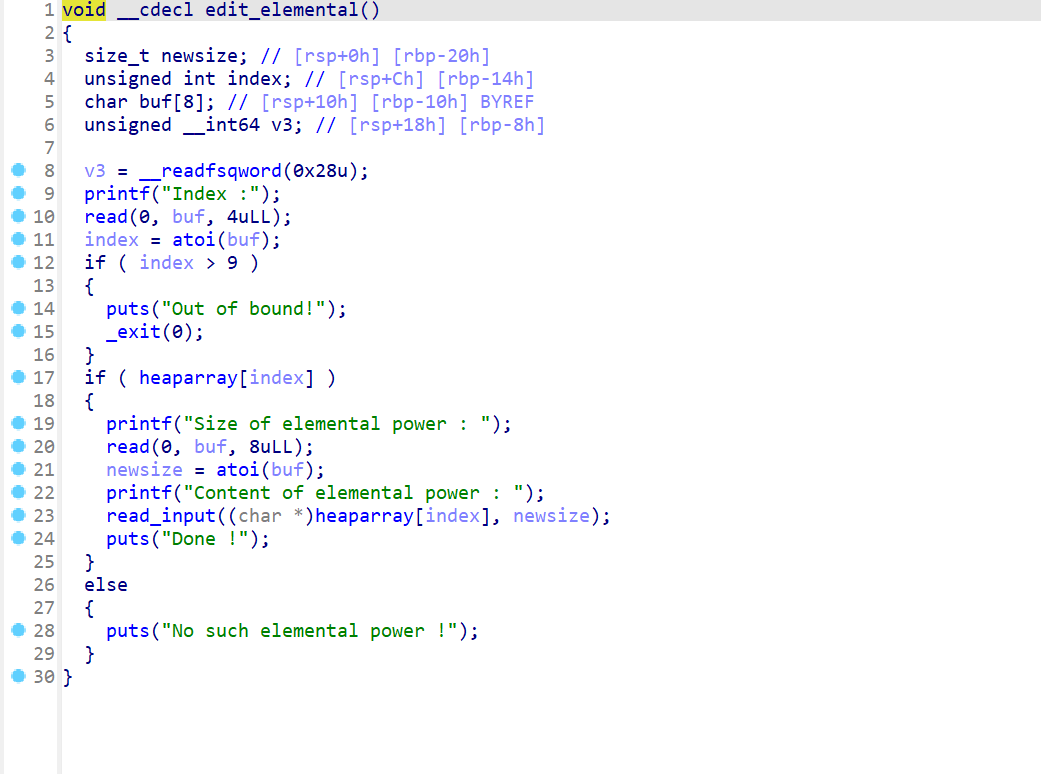 1 void __cdecl edit_elemental()
2 {
3   size_t newsize; // [rsp+0h] [rbp-20h]
4   unsigned int index; // [rsp+Ch] [rbp-14h]
5   char buf[8]; // [rsp+10h] [rbp-10h] BYREF
6   unsigned __int64 v3; // [rsp+18h] [rbp-8h]
7
8   v3 = __readfsqword(0x28u);
9   printf("Index :");
10   read(0, buf, 4uLL);
11   index = atoi(buf);
12   if ( index > 9 )
13   {
14     puts("Out of bound!");
15     _exit(0);
16   }
17   if ( heaparray[index] )
18   {
19     printf("Size of elemental power : ");
20     read(0, buf, 8uLL);
21     newsize = atoi(buf);
22     printf("Content of elemental power : ");
23     read_input((char *)heaparray[index], newsize);
24     puts("Done !");
25   }
26   else
27   {
28     puts("No such elemental power !");
29   }
30 }